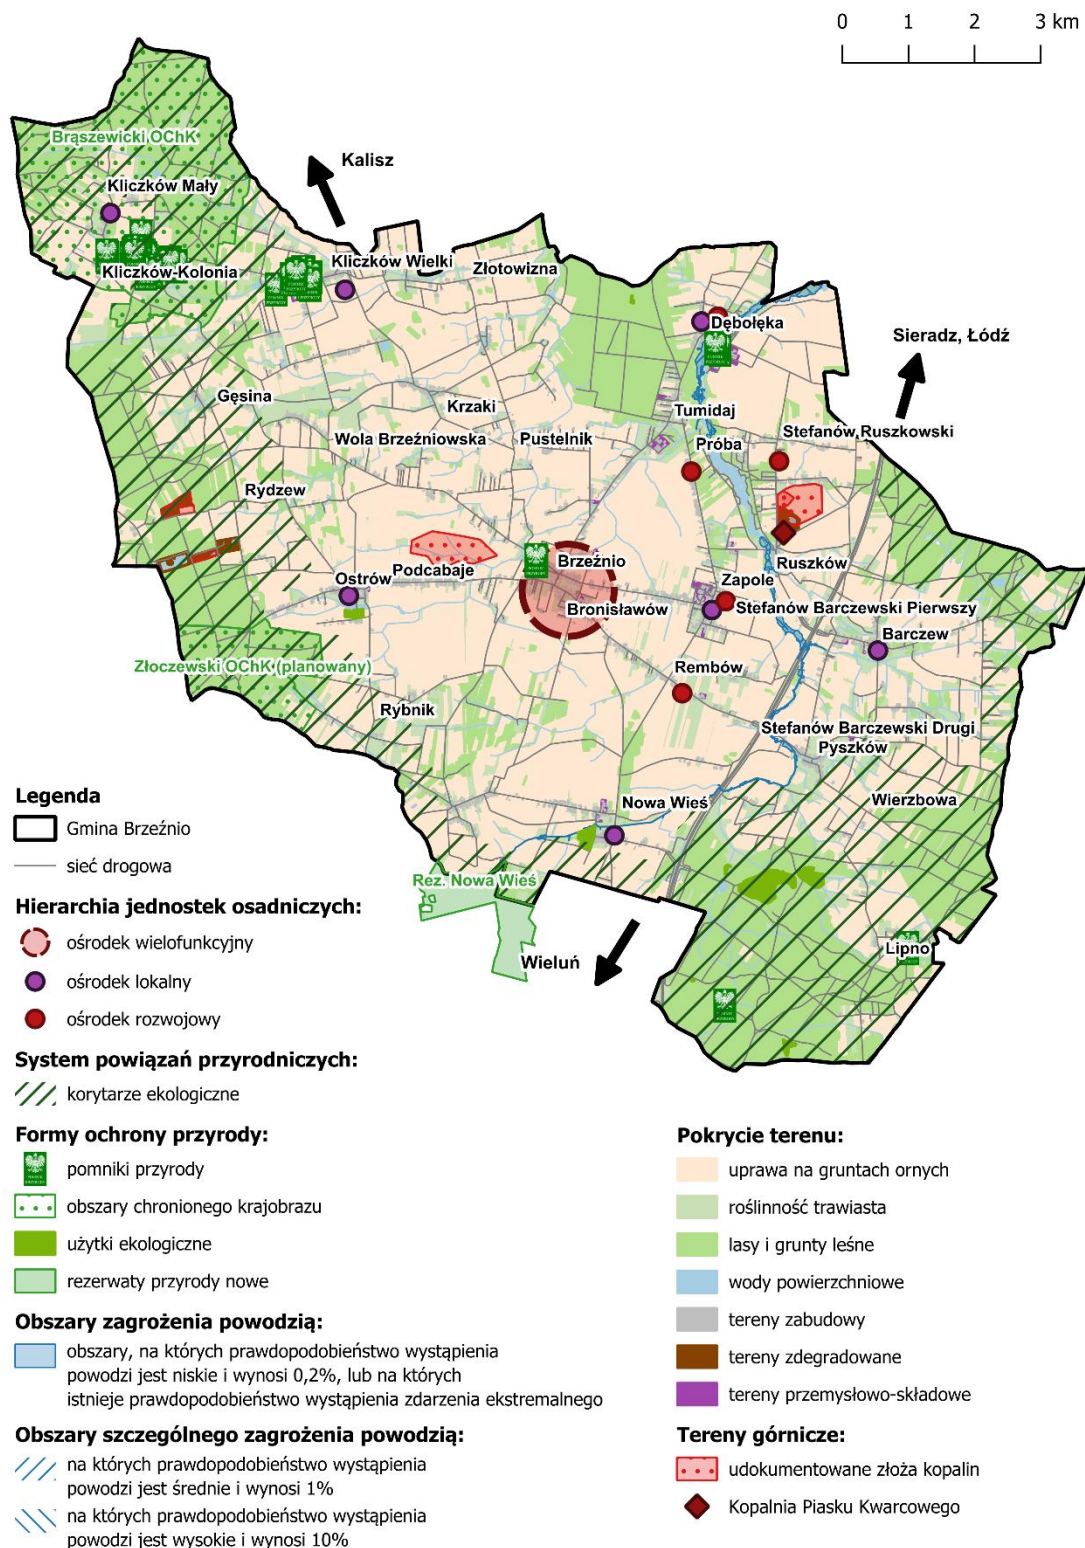 0 1 2 3 km
Brąszewicki OChK
Kalisz
Kliczków Mały
Kliczków-Kolonia
Kliczków Wielki
Złotowizna
Dębołęka
Sieradz, Łódź
Gęsina
Krzaki
Tumidaj
Wola Brzeźniowska
Pustelnik
Próba
Stefanów Ruszkowski
Rydzew
Podcabaje
Brzeźnio
Ruszków
Ostrów
Zapole
Bronisławów
Stefanów Barczewski Pierwszy
Barczew
Złoczewski OChK (planowany)
Rembów
Rybnik
Stefanów Barczewski Drugi
Pyszków
Nowa Wieś
Wierzbowa
Rez. Nowa Wieś
Lipno
Wieluń
Legenda
Gmina Brzeźnio
sieć drogowa
Hierarchia jednostek osadniczych:
ośrodek wielofunkcyjny
ośrodek lokalny
ośrodek rozwojowy
System powiązań przyrodniczych:
korytarze ekologiczne
Formy ochrony przyrody:
pomniki przyrody
obszary chronionego krajobrazu
użytki ekologiczne
rezerwaty przyrody nowe
Obszary zagrożenia powodzią:
obszary, na których prawdopodobieństwo wystąpienia
powodzi jest niskie i wynosi 0,2%, lub na których
istnieje prawdopodobieństwo wystąpienia zdarzenia ekstremalnego
Obszary szczególnego zagrożenia powodzią:
na których prawdopodobieństwo wystąpienia
powodzi jest średnie i wynosi 1%
na których prawdopodobieństwo wystąpienia
powodzi jest wysokie i wynosi 10%
Pokrycie terenu:
uprawa na gruntach ornych
roślinność trawiasta
lasy i grunty leśne
wody powierzchniowe
tereny zabudowy
tereny zdegradowane
tereny przemysłowo-składowe
Tereny górnicze:
udokumentowane złoża kopalin
Kopalnia Piasku Kwarcowego